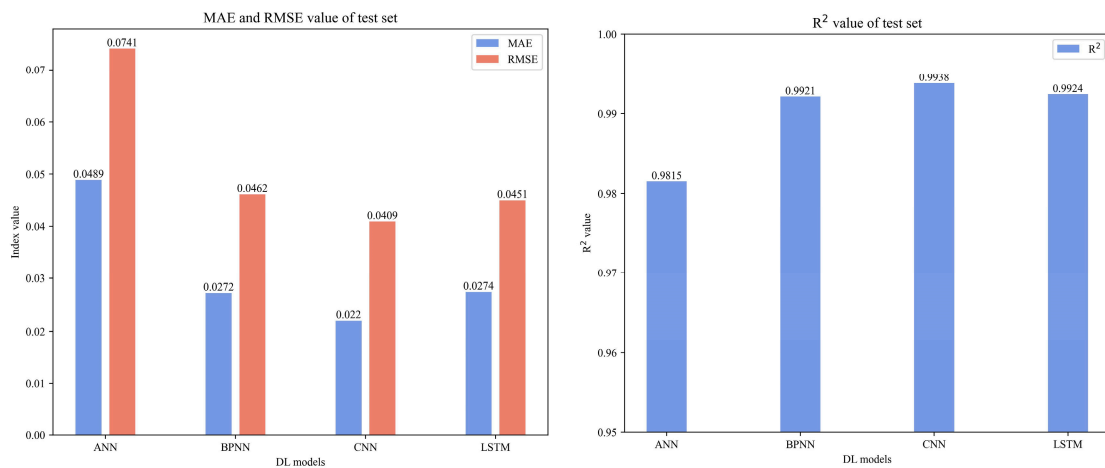 MAE and RMSE value of test set
MAE
RMSE
Index value
0.07
0.06
0.05
0.04
0.03
0.02
0.01
0.00
0.0489
0.0741
0.0272
0.0462
0.022
0.0409
0.0274
0.0451
ANN BPNN CNN LSTM
DL models
R² value of test set
R²
R² value
1.00
0.99
0.98
0.97
0.96
0.95
0.9815
0.9921
0.9938
0.9924
ANN BPNN CNN LSTM
DL models